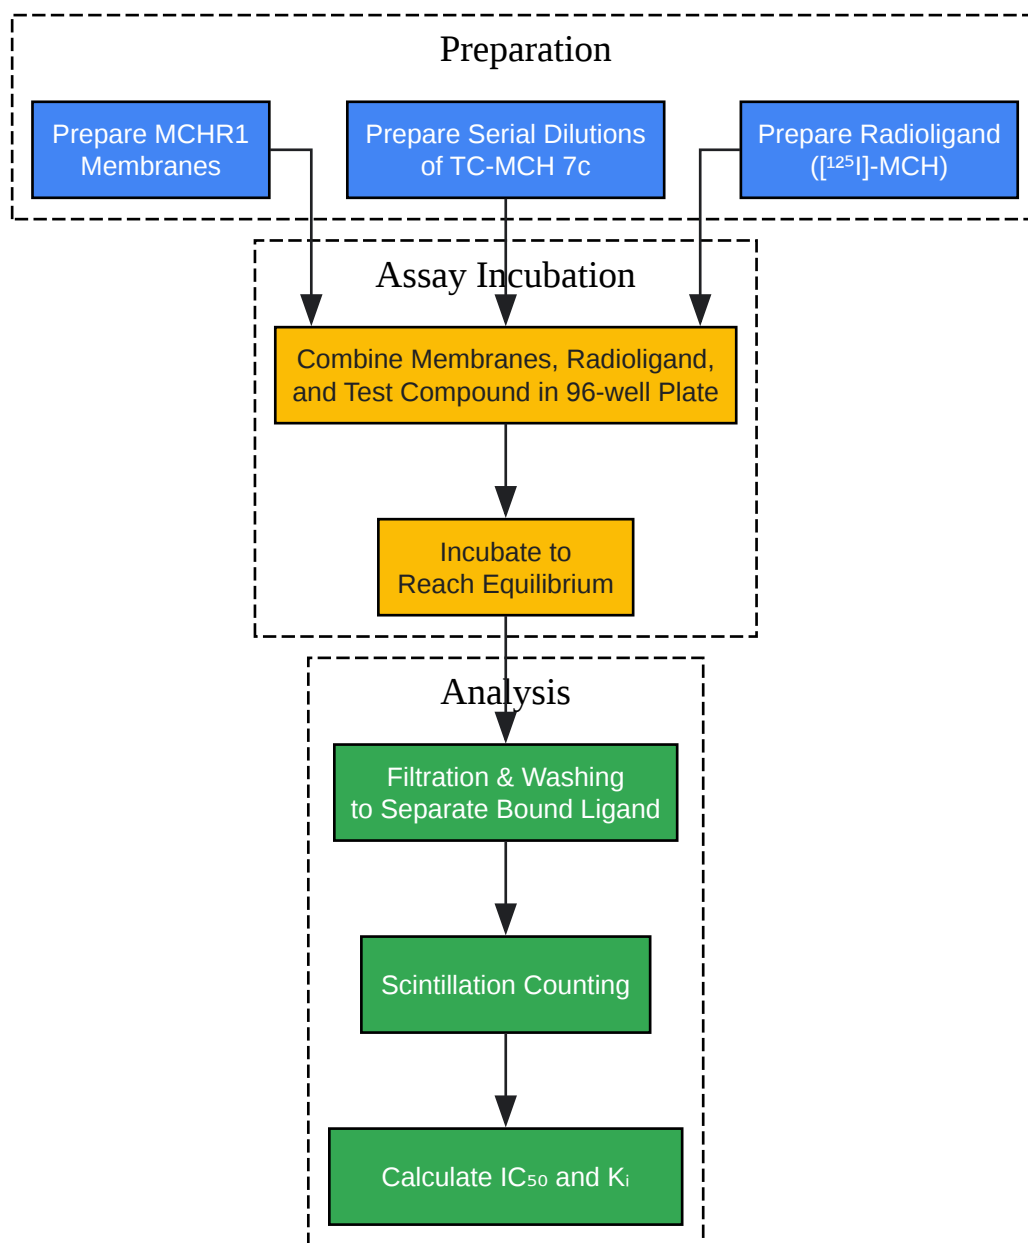 Preparation
Prepare MCHR1
Membranes
Prepare Serial Dilutions
of TC-MCH 7c
Prepare Radioligand
([¹²⁵I]-MCH)
Assay Incubation
Combine Membranes, Radioligand,
and Test Compound in 96-well Plate
Incubate to
Reach Equilibrium
Analysis
Filtration & Washing
to Separate Bound Ligand
Scintillation Counting
Calculate IC₅₀ and Kᵢ